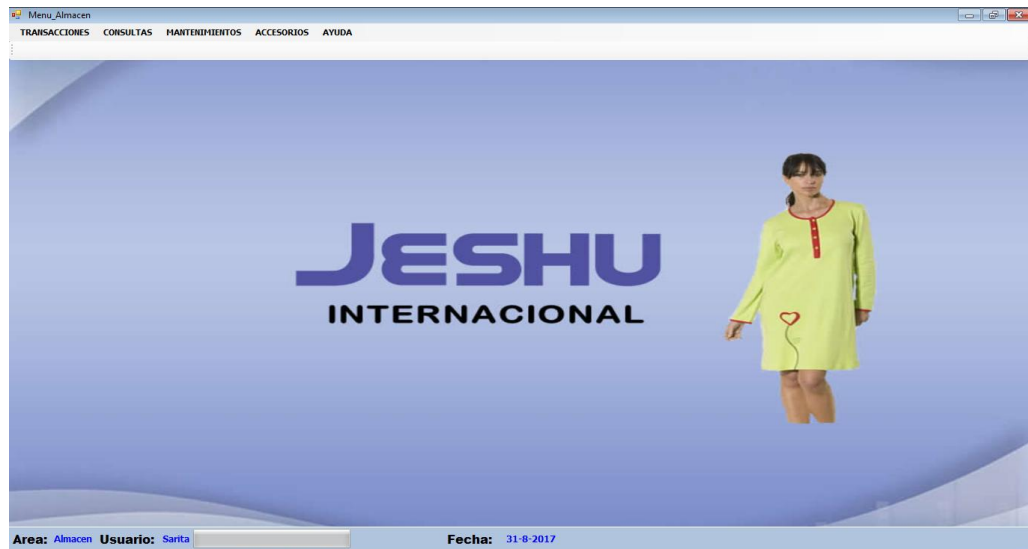 Menu_Almacen
TRANSACCIONES CONSULTAS MANTENIMIENTOS ACCESORIOS AYUDA
JESHU
INTERNACIONAL
Area: Almacen Usuario: Sarita Fecha: 31-8-2017